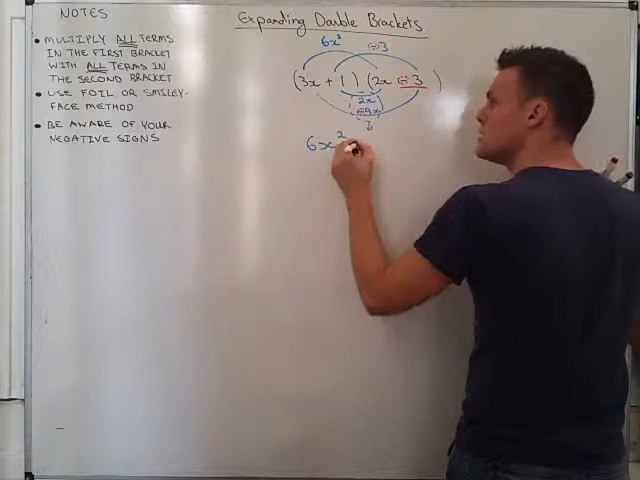 NOTES
Expanding Double Brackets
• MULTIPLY ALL TERMS
IN THE FIRST BRACKET
WITH ALL TERMS IN
THE SECOND BRACKET
• USE FOIL OR SMILEY-
FACE METHOD
• BE AWARE OF YOUR
NEGATIVE SIGNS
6x²
-3
(3x + 1) (2x - 3)
2x
-9x
6x²